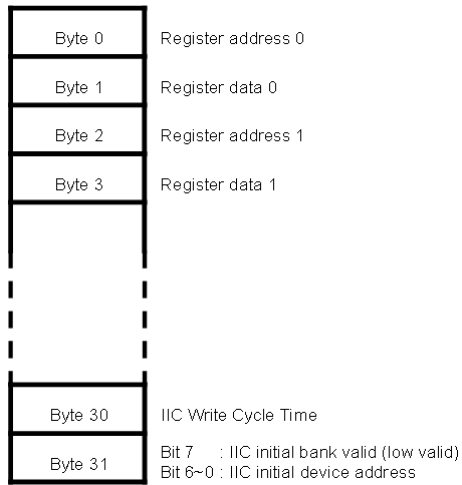 Byte 0 Register address 0
Byte 1 Register data 0
Byte 2 Register address 1
Byte 3 Register data 1
Byte 30 IIC Write Cycle Time
Byte 31 Bit 7 : IIC initial bank valid (low valid)
Bit 6~0 : IIC initial device address